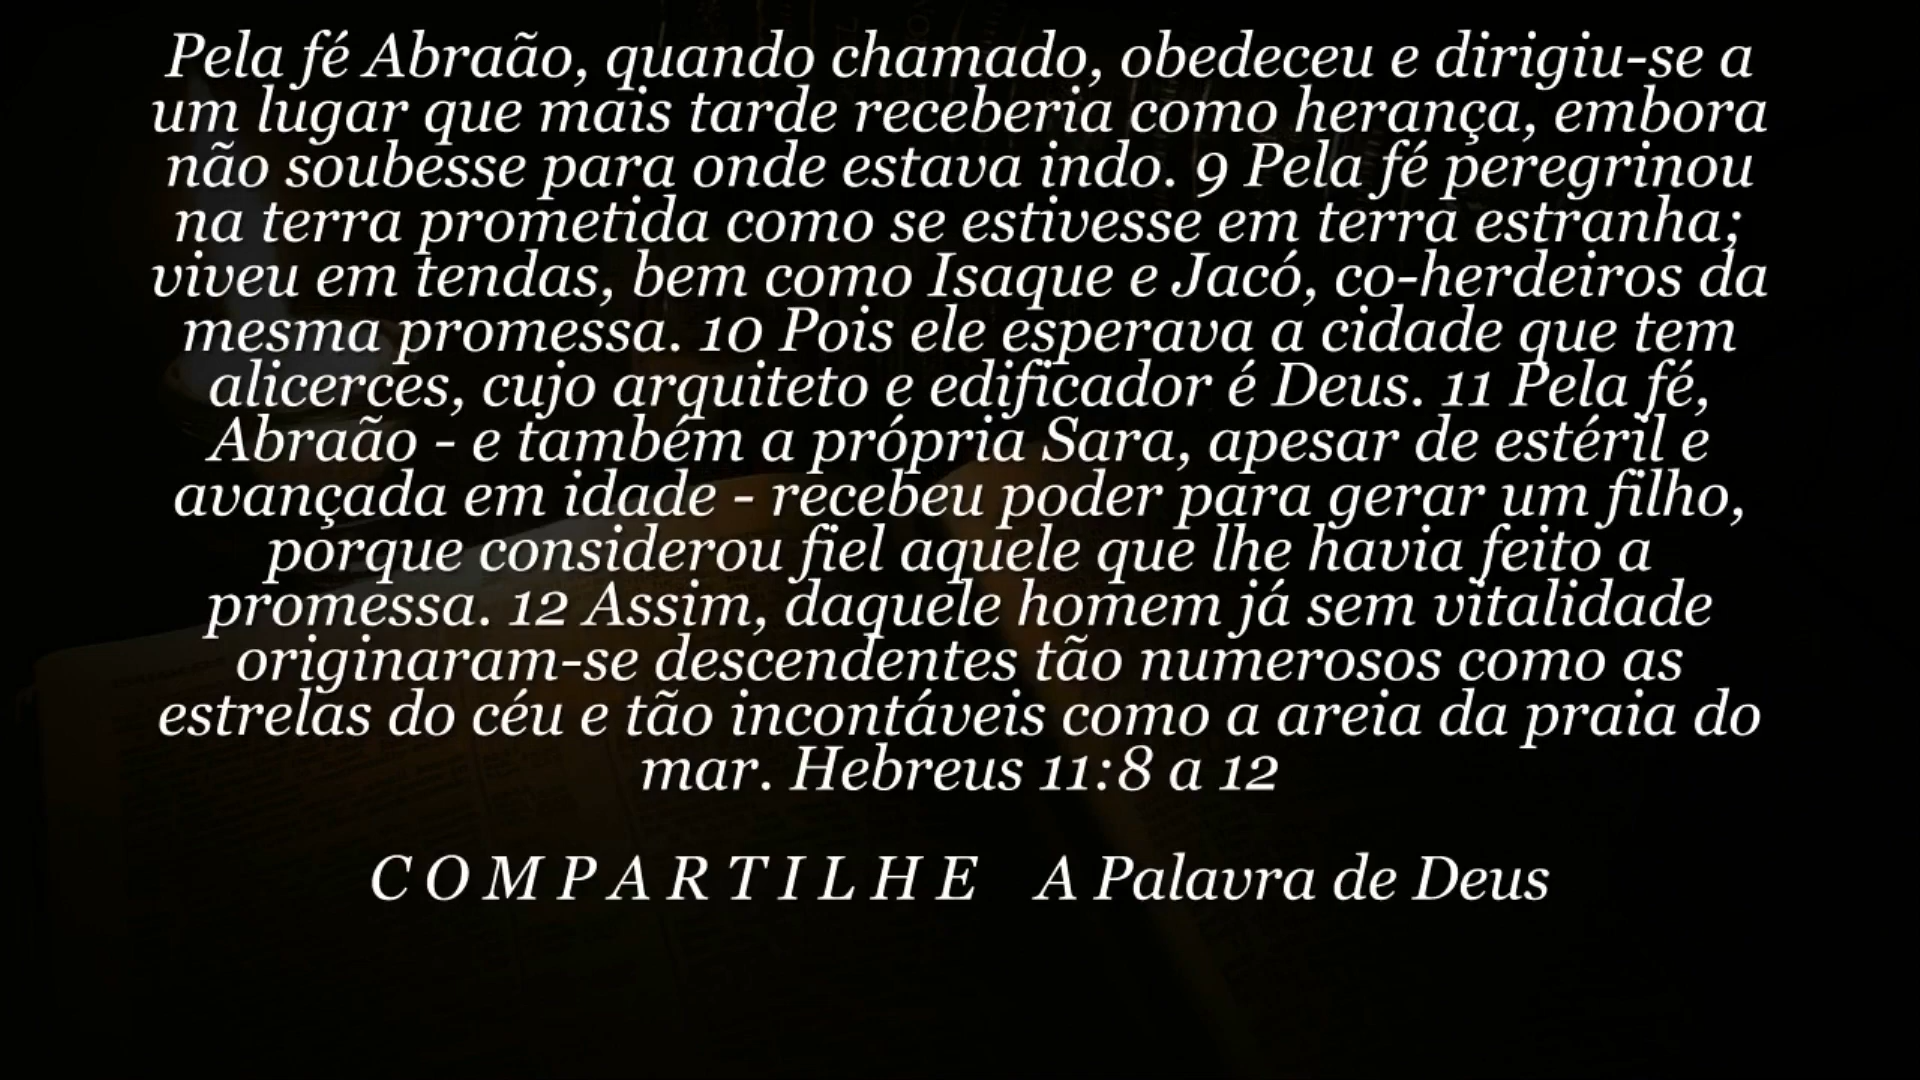 Pela fé Abraão, quando chamado, obedeceu e dirigiu-se a
um lugar que mais tarde receberia como herança, embora
não soubesse para onde estava indo. 9 Pela fé peregrinou
na terra prometida como se estivesse em terra estranha;
viveu em tendas, bem como Isaque e Jacó, co-herdeiros da
mesma promessa. 10 Pois ele esperava a cidade que tem
alicerces, cujo arquiteto e edificador é Deus. 11 Pela fé,
Abraão - e também a própria Sara, apesar de estéril e
avançada em idade - recebeu poder para gerar um filho,
porque considerou fiel aquele que lhe havia feito a
promessa. 12 Assim, daquele homem já sem vitalidade
originaram-se descendentes tão numerosos como as
estrelas do céu e tão incontáveis como a areia da praia do
mar. Hebreus 11:8 a 12
C O M P A R T I L H E   A Palavra de Deus